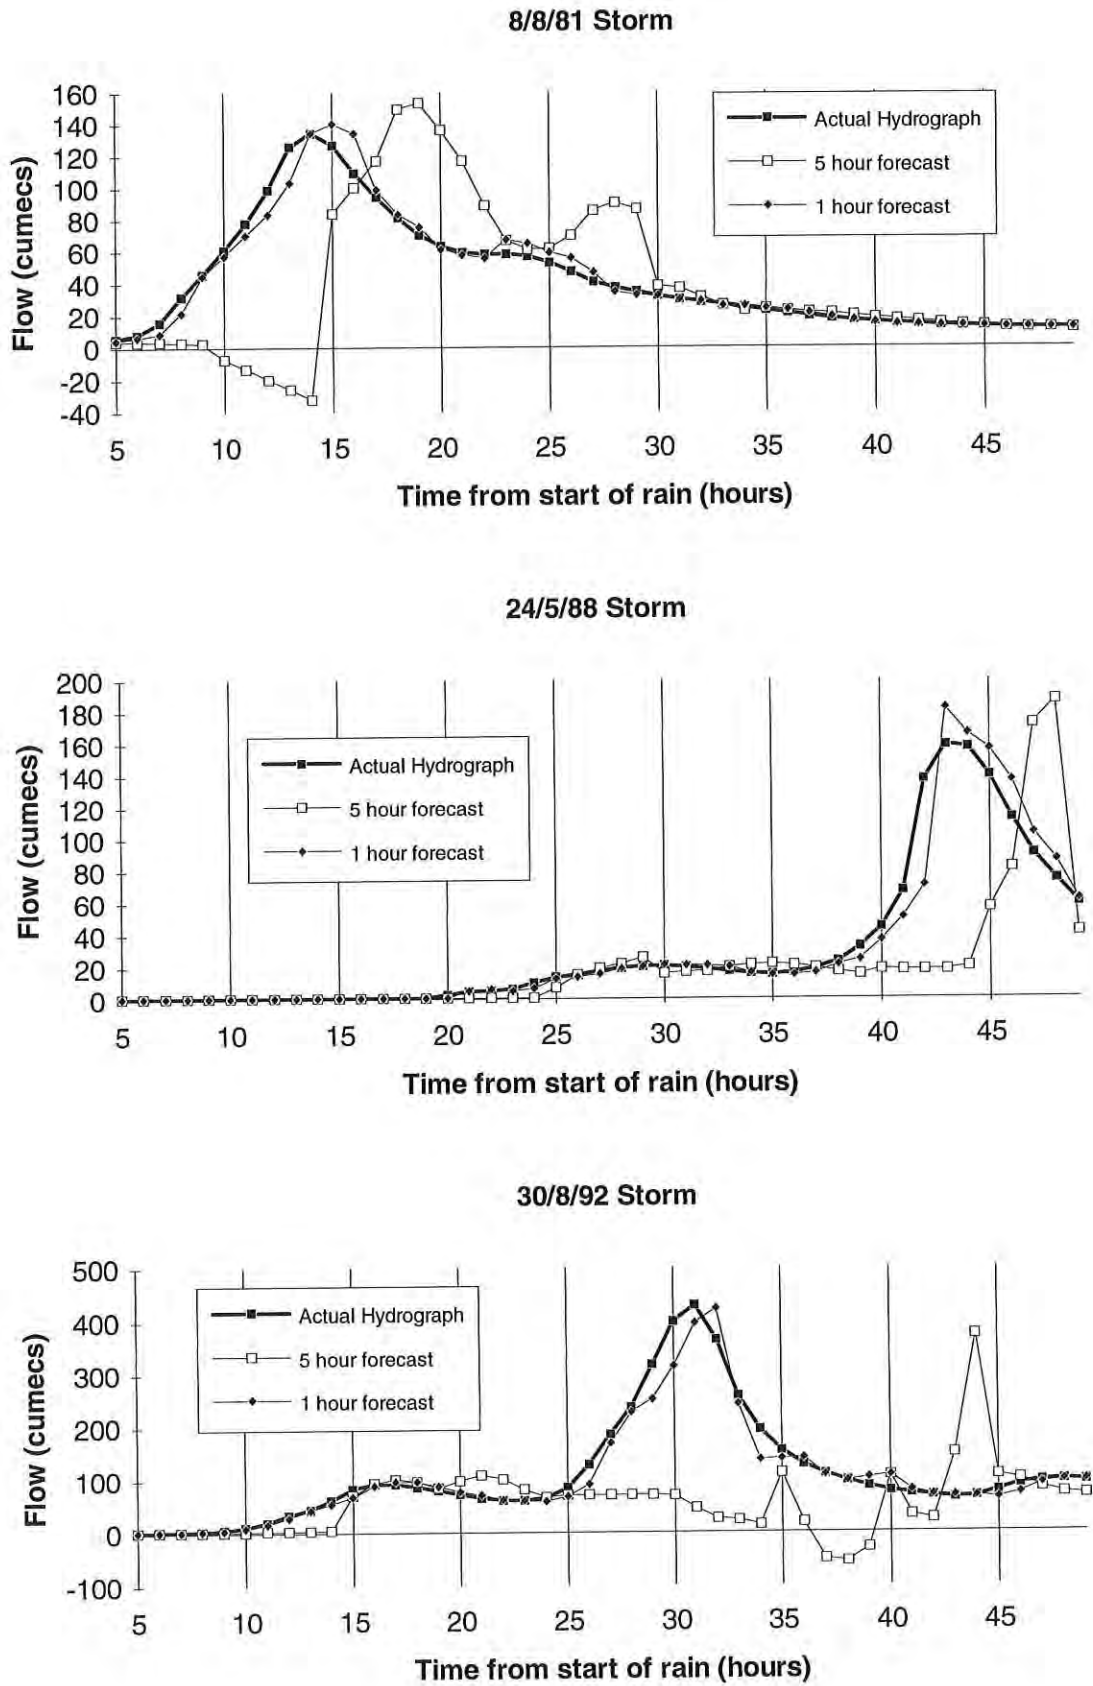 8/8/81 Storm
Flow (cumecs)
160
140
120
100
80
60
40
20
0
-20
-40
Actual Hydrograph
5 hour forecast
1 hour forecast
5 10 15 20 25 30 35 40 45
Time from start of rain (hours)
24/5/88 Storm
Flow (cumecs)
200
180
160
140
120
100
80
60
40
20
0
Actual Hydrograph
5 hour forecast
1 hour forecast
5 10 15 20 25 30 35 40 45
Time from start of rain (hours)
30/8/92 Storm
Flow (cumecs)
500
400
300
200
100
0
-100
Actual Hydrograph
5 hour forecast
1 hour forecast
5 10 15 20 25 30 35 40 45
Time from start of rain (hours)